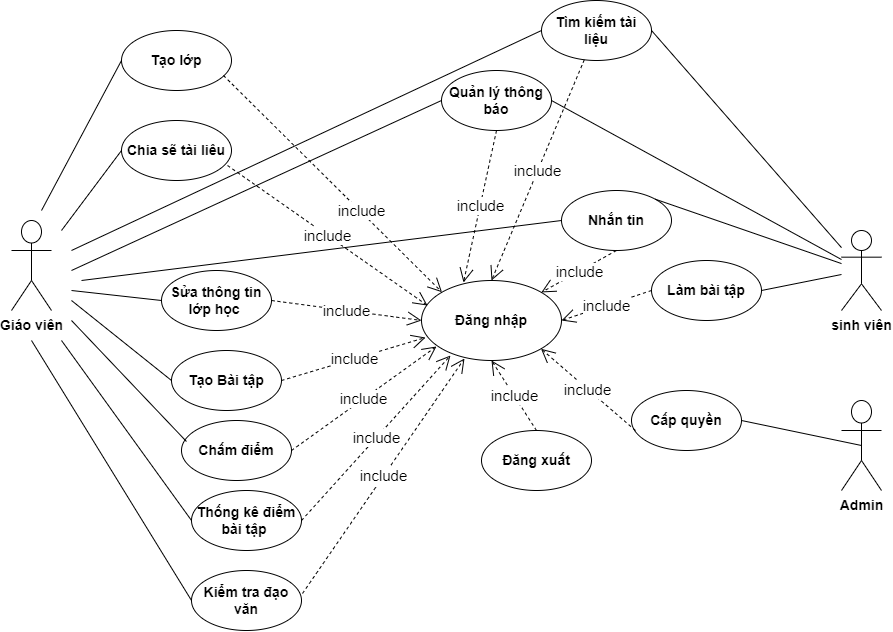 Tìm kiếm tài
liệu
Tạo lớp
Quản lý thông
báo
Chia sẽ tài liêu
include
include
include
include
Nhắn tin
include
Sửa thông tin
lớp học
include
Đăng nhập
include
Làm bài tập
Giáo viên
sinh viên
Tạo Bài tập
include
include
include
include
Chấm điểm
include
Cấp quyền
include
Đăng xuất
include
Thống kê điểm
bài tập
Admin
Kiểm tra đạo
văn